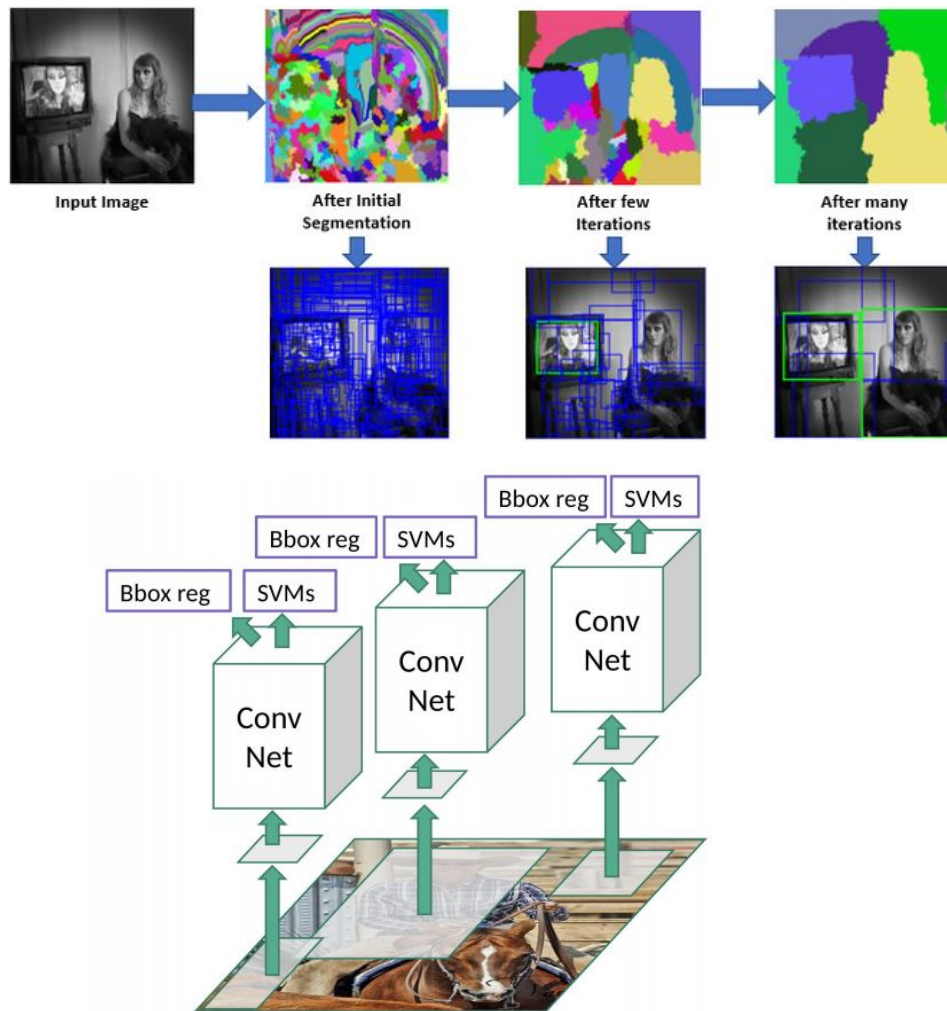 Input Image
After Initial
Segmentation
After few
Iterations
After many
iterations
Bbox reg
SVMs
Bbox reg
SVMs
Bbox reg
SVMs
Conv
Net
Conv
Net
Conv
Net